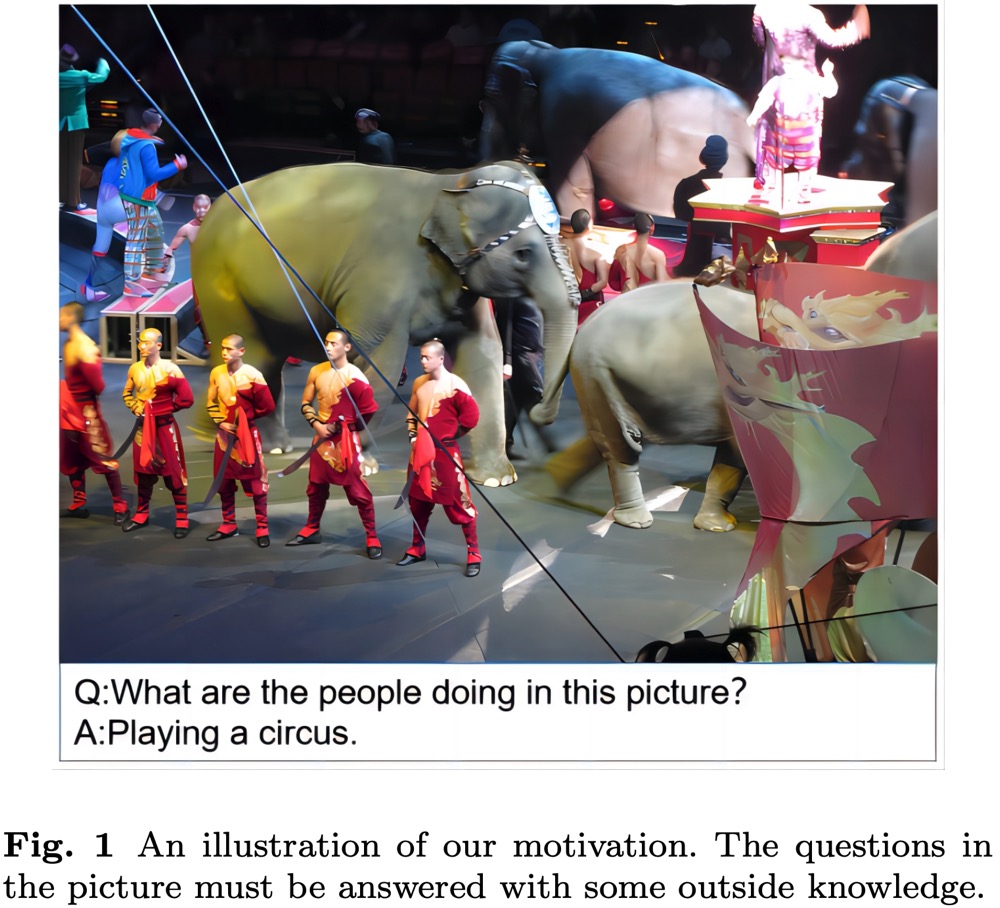 Q:What are the people doing in this picture?
A:Playing a circus.
Fig. 1 An illustration of our motivation. The questions in
the picture must be answered with some outside knowledge.